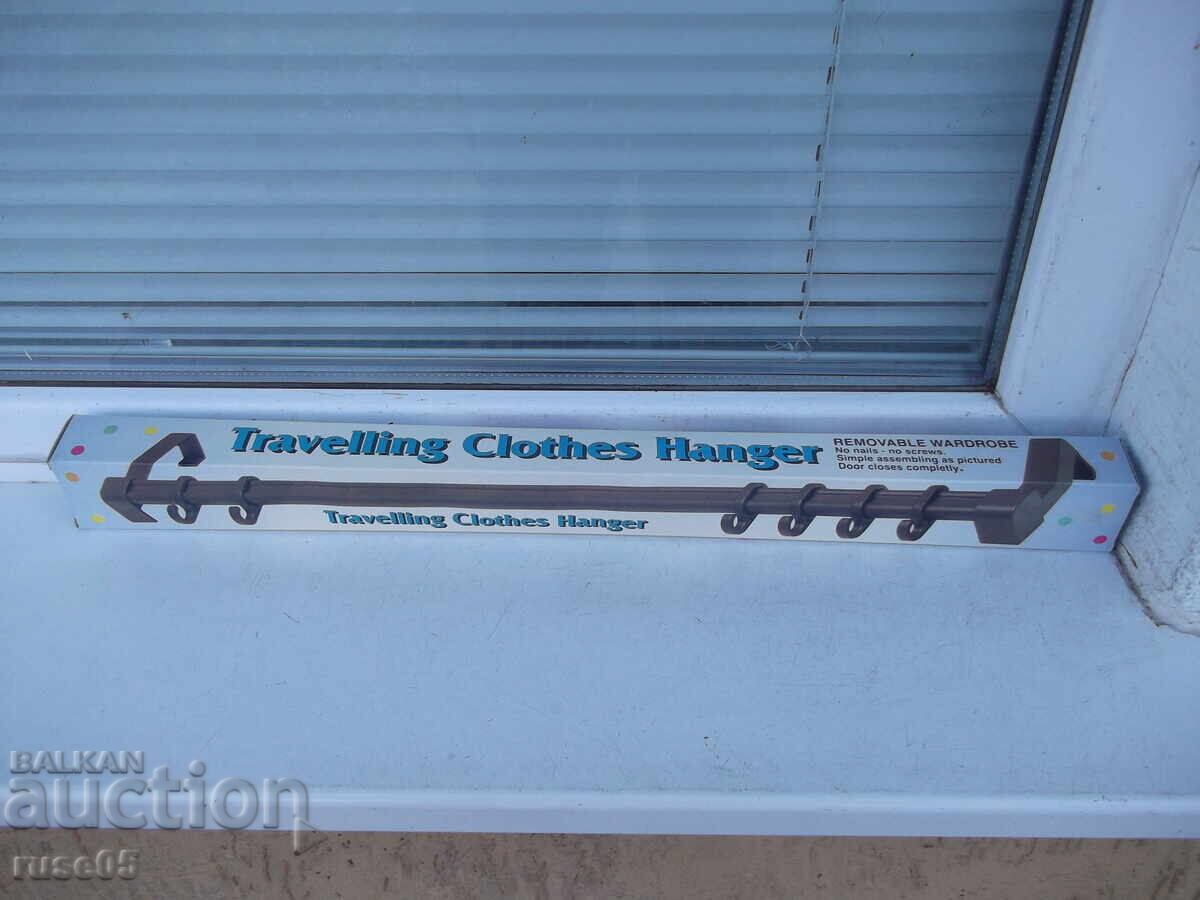 Travelling Clothes Hanger
REMOVABLE WARDROBE
No nails - no screws.
Simple assembling as pictured
Door closes completly.
Travelling Clothes Hanger
BALKAN
auction
ruse05